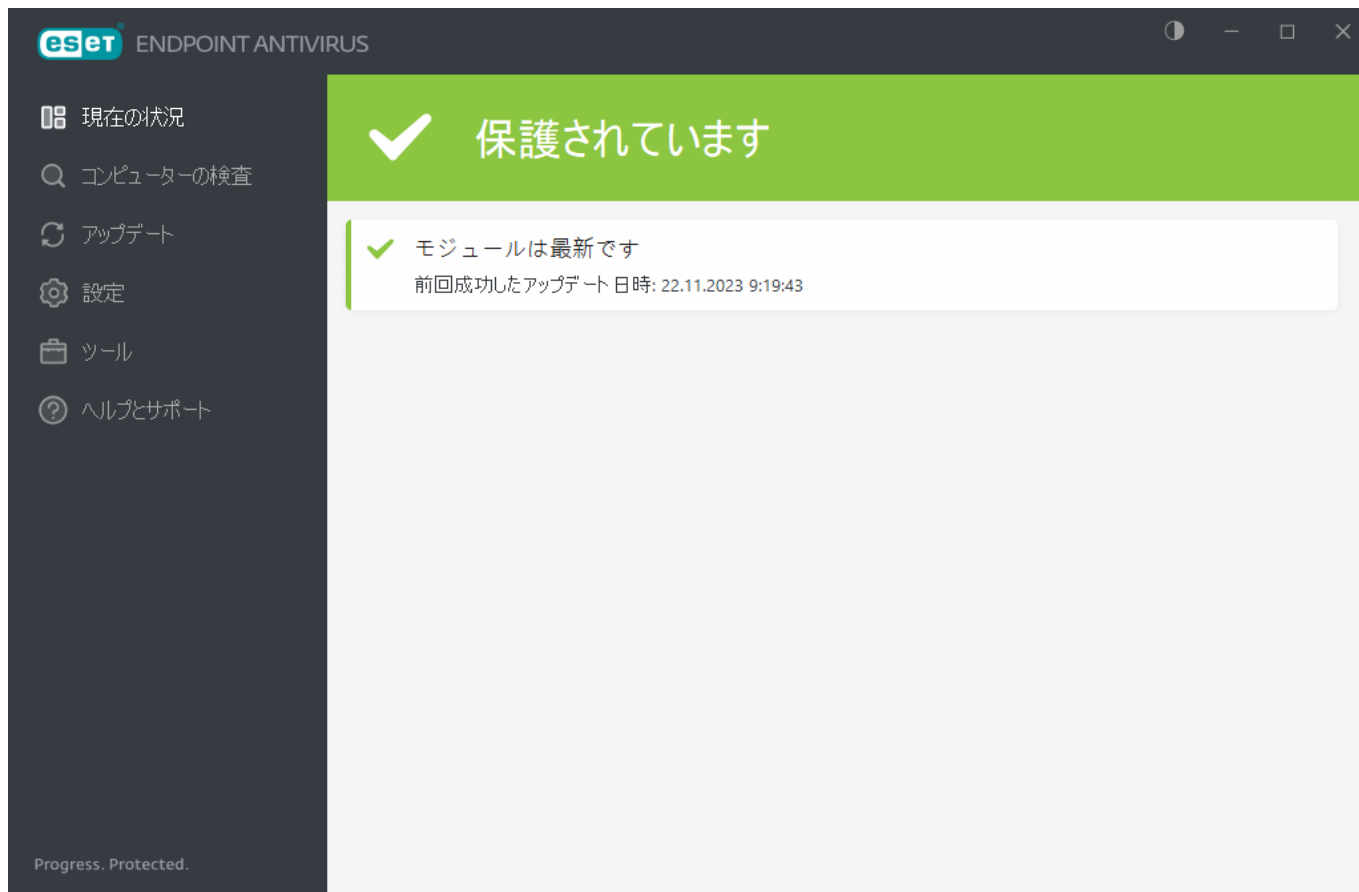 eset ENDPOINT ANTIVIRUS
現在の状況
コンピューターの検査
アップデート
設定
ツール
ヘルプとサポート
保護されています
モジュールは最新です
前回成功したアップデート日時: 22.11.2023 9:19:43
Progress. Protected.